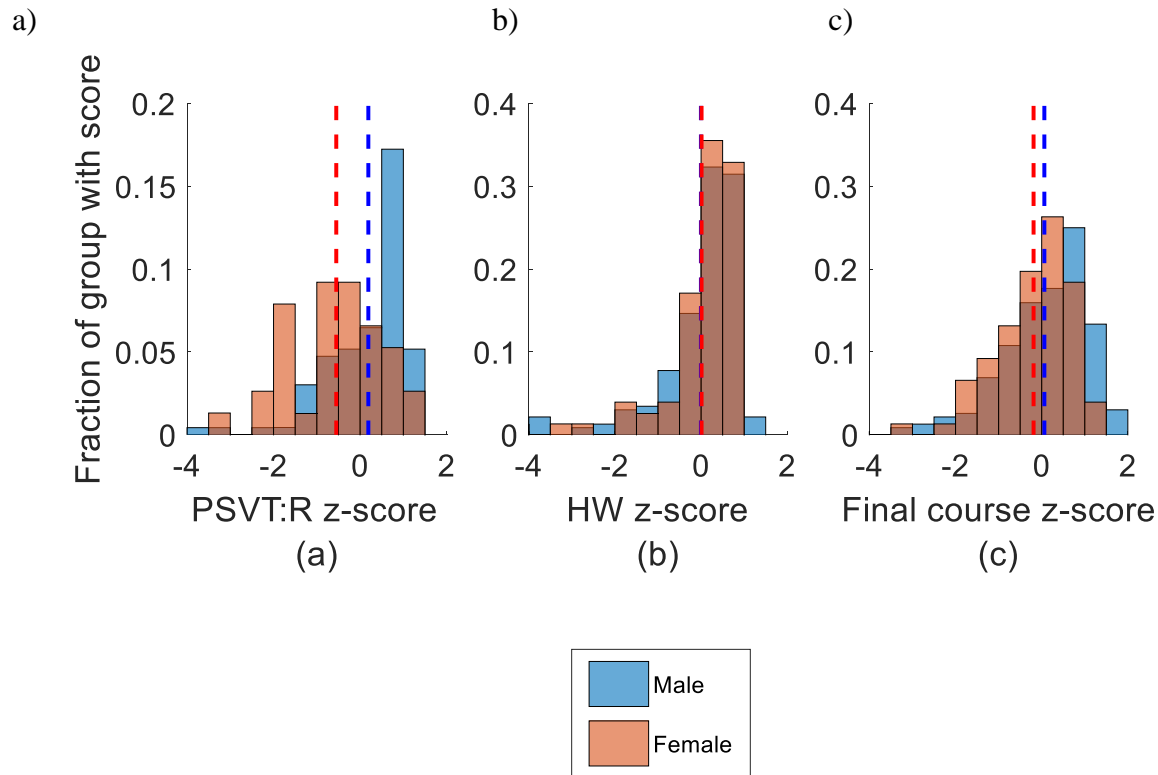 a)
b)
c)
Fraction of group with score
0.2
0.15
0.1
0.05
0
-4
-2
0
2
PSVT:R z-score
(a)
0.4
0.3
0.2
0.1
0
-4
-2
0
2
HW z-score
(b)
0.4
0.3
0.2
0.1
0
-4
-2
0
2
Final course z-score
(c)
Male
Female